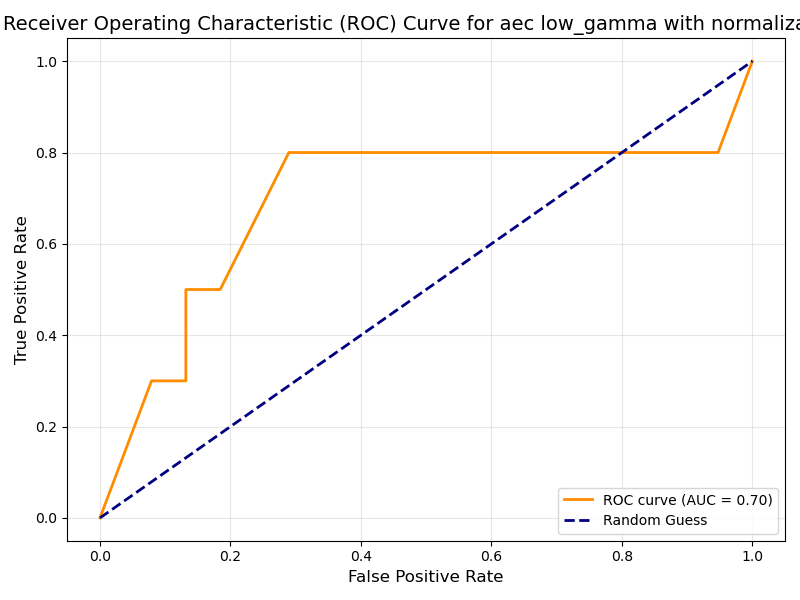 Receiver Operating Characteristic (ROC) Curve for aec low_gamma with normaliza
1.0
0.8
0.6
0.4
0.2
0.0
True Positive Rate
0.0 0.2 0.4 0.6 0.8 1.0
False Positive Rate
ROC curve (AUC = 0.70)
Random Guess